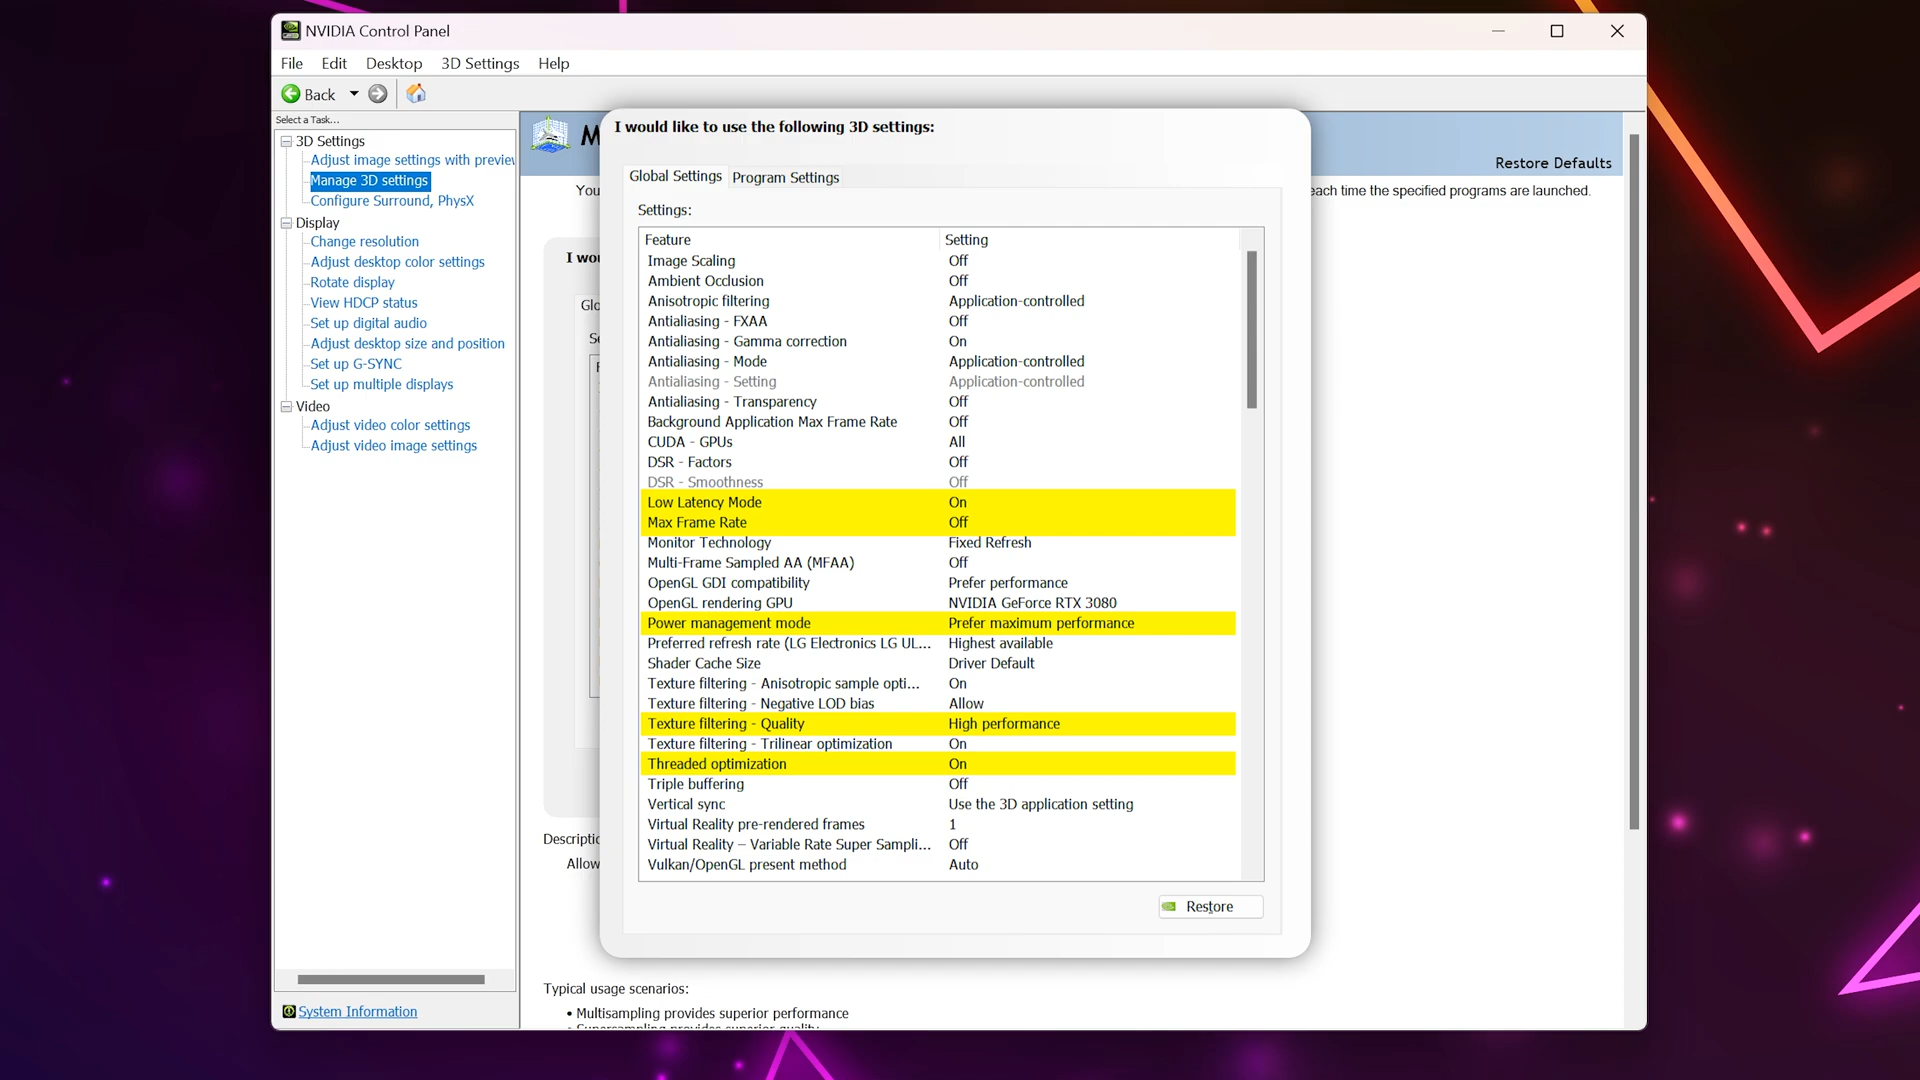 NVIDIA Control Panel
File Edit Desktop 3D Settings Help
Back
Select a Task...
3D Settings
Adjust image settings with preview
Manage 3D settings
Configure Surround, PhysX
Display
Change resolution
Adjust desktop color settings
Rotate display
View HDCP status
Set up digital audio
Adjust desktop size and position
Set up G-SYNC
Set up multiple displays
Video
Adjust video color settings
Adjust video image settings
System Information
M
Restore Defaults
You
each time the specified programs are launched.
I wou
Glo
Se
F
I would like to use the following 3D settings:
Global Settings Program Settings
Settings:
Feature Setting
Image Scaling Off
Ambient Occlusion Off
Anisotropic filtering Application-controlled
Antialiasing - FXAA Off
Antialiasing - Gamma correction On
Antialiasing - Mode Application-controlled
Antialiasing - Setting Application-controlled
Antialiasing - Transparency Off
Background Application Max Frame Rate Off
CUDA - GPUs All
DSR - Factors Off
DSR - Smoothness Off
Low Latency Mode On
Max Frame Rate Off
Monitor Technology Fixed Refresh
Multi-Frame Sampled AA (MFAA) Off
OpenGL GDI compatibility Prefer performance
OpenGL rendering GPU NVIDIA GeForce RTX 3080
Power management mode Prefer maximum performance
Preferred refresh rate (LG Electronics LG UL... Highest available
Shader Cache Size Driver Default
Texture filtering - Anisotropic sample opti... On
Texture filtering - Negative LOD bias Allow
Texture filtering - Quality High performance
Texture filtering - Trilinear optimization On
Threaded optimization On
Triple buffering Off
Vertical sync Use the 3D application setting
Virtual Reality pre-rendered frames 1
Virtual Reality – Variable Rate Super Sampli... Off
Vulkan/OpenGL present method Auto
Restore
Descriptio
Allow
Typical usage scenarios:
• Multisampling provides superior performance
• Supersampling provides superior quality